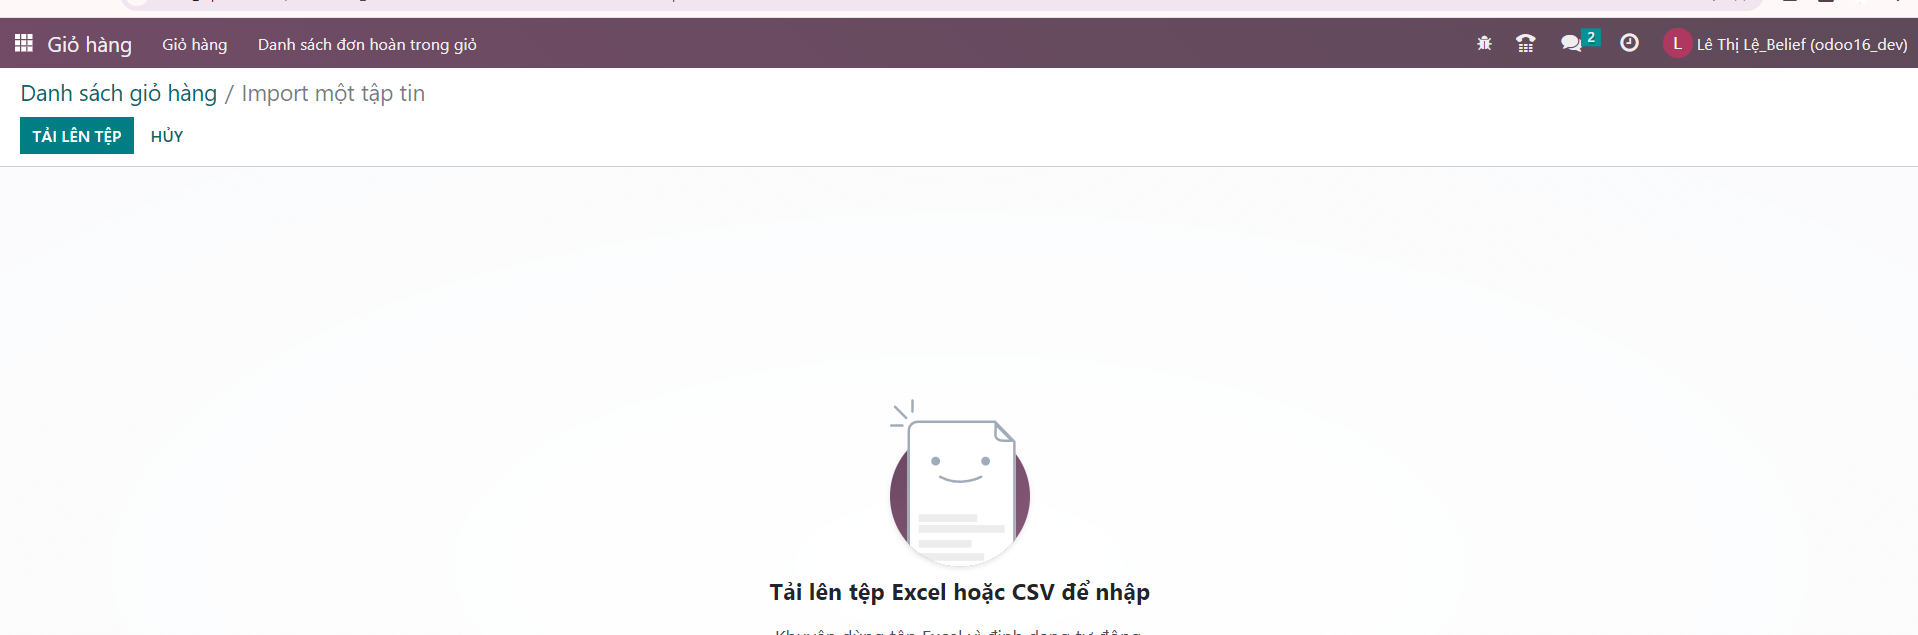 Giỏ hàng Giỏ hàng Danh sách đơn hoàn trong giỏ 2 L Lê Thị Lệ_Belief (odoo16_dev)
Danh sách giỏ hàng / Import một tập tin
TẢI LÊN TỆP HỦY
Tải lên tệp Excel hoặc CSV để nhập